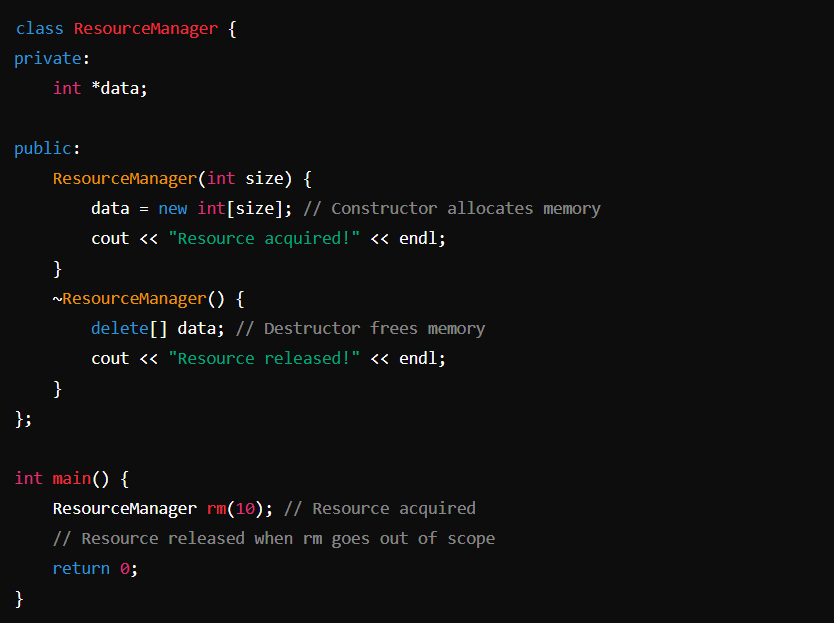 class ResourceManager {
private:
    int *data;

public:
    ResourceManager(int size) {
        data = new int[size]; // Constructor allocates memory
        cout << "Resource acquired!" << endl;
    }
    ~ResourceManager() {
        delete[] data; // Destructor frees memory
        cout << "Resource released!" << endl;
    }
};

int main() {
    ResourceManager rm(10); // Resource acquired
    // Resource released when rm goes out of scope
    return 0;
}